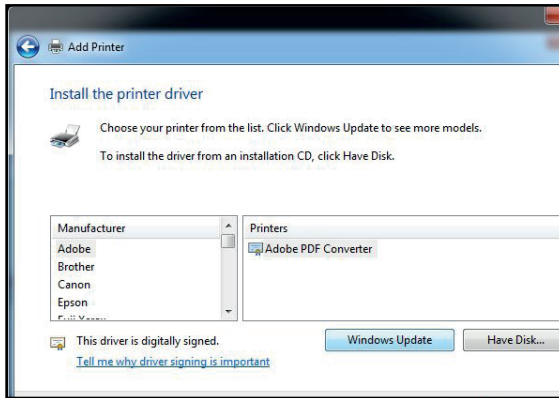 Add Printer
Install the printer driver
Choose your printer from the list. Click Windows Update to see more models.
To install the driver from an installation CD, click Have Disk.
Manufacturer
Adobe
Brother
Canon
Epson
Printers
Adobe PDF Converter
This driver is digitally signed.
Tell me why driver signing is important
Windows Update
Have Disk...